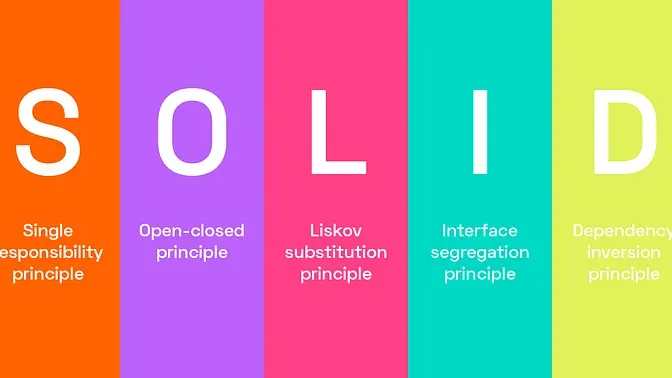 S
Single
esponsibility
principle
O
Open-closed
principle
L
Liskov
substitution
principle
I
Interface
segregation
principle
D
Dependency
inversion
principle